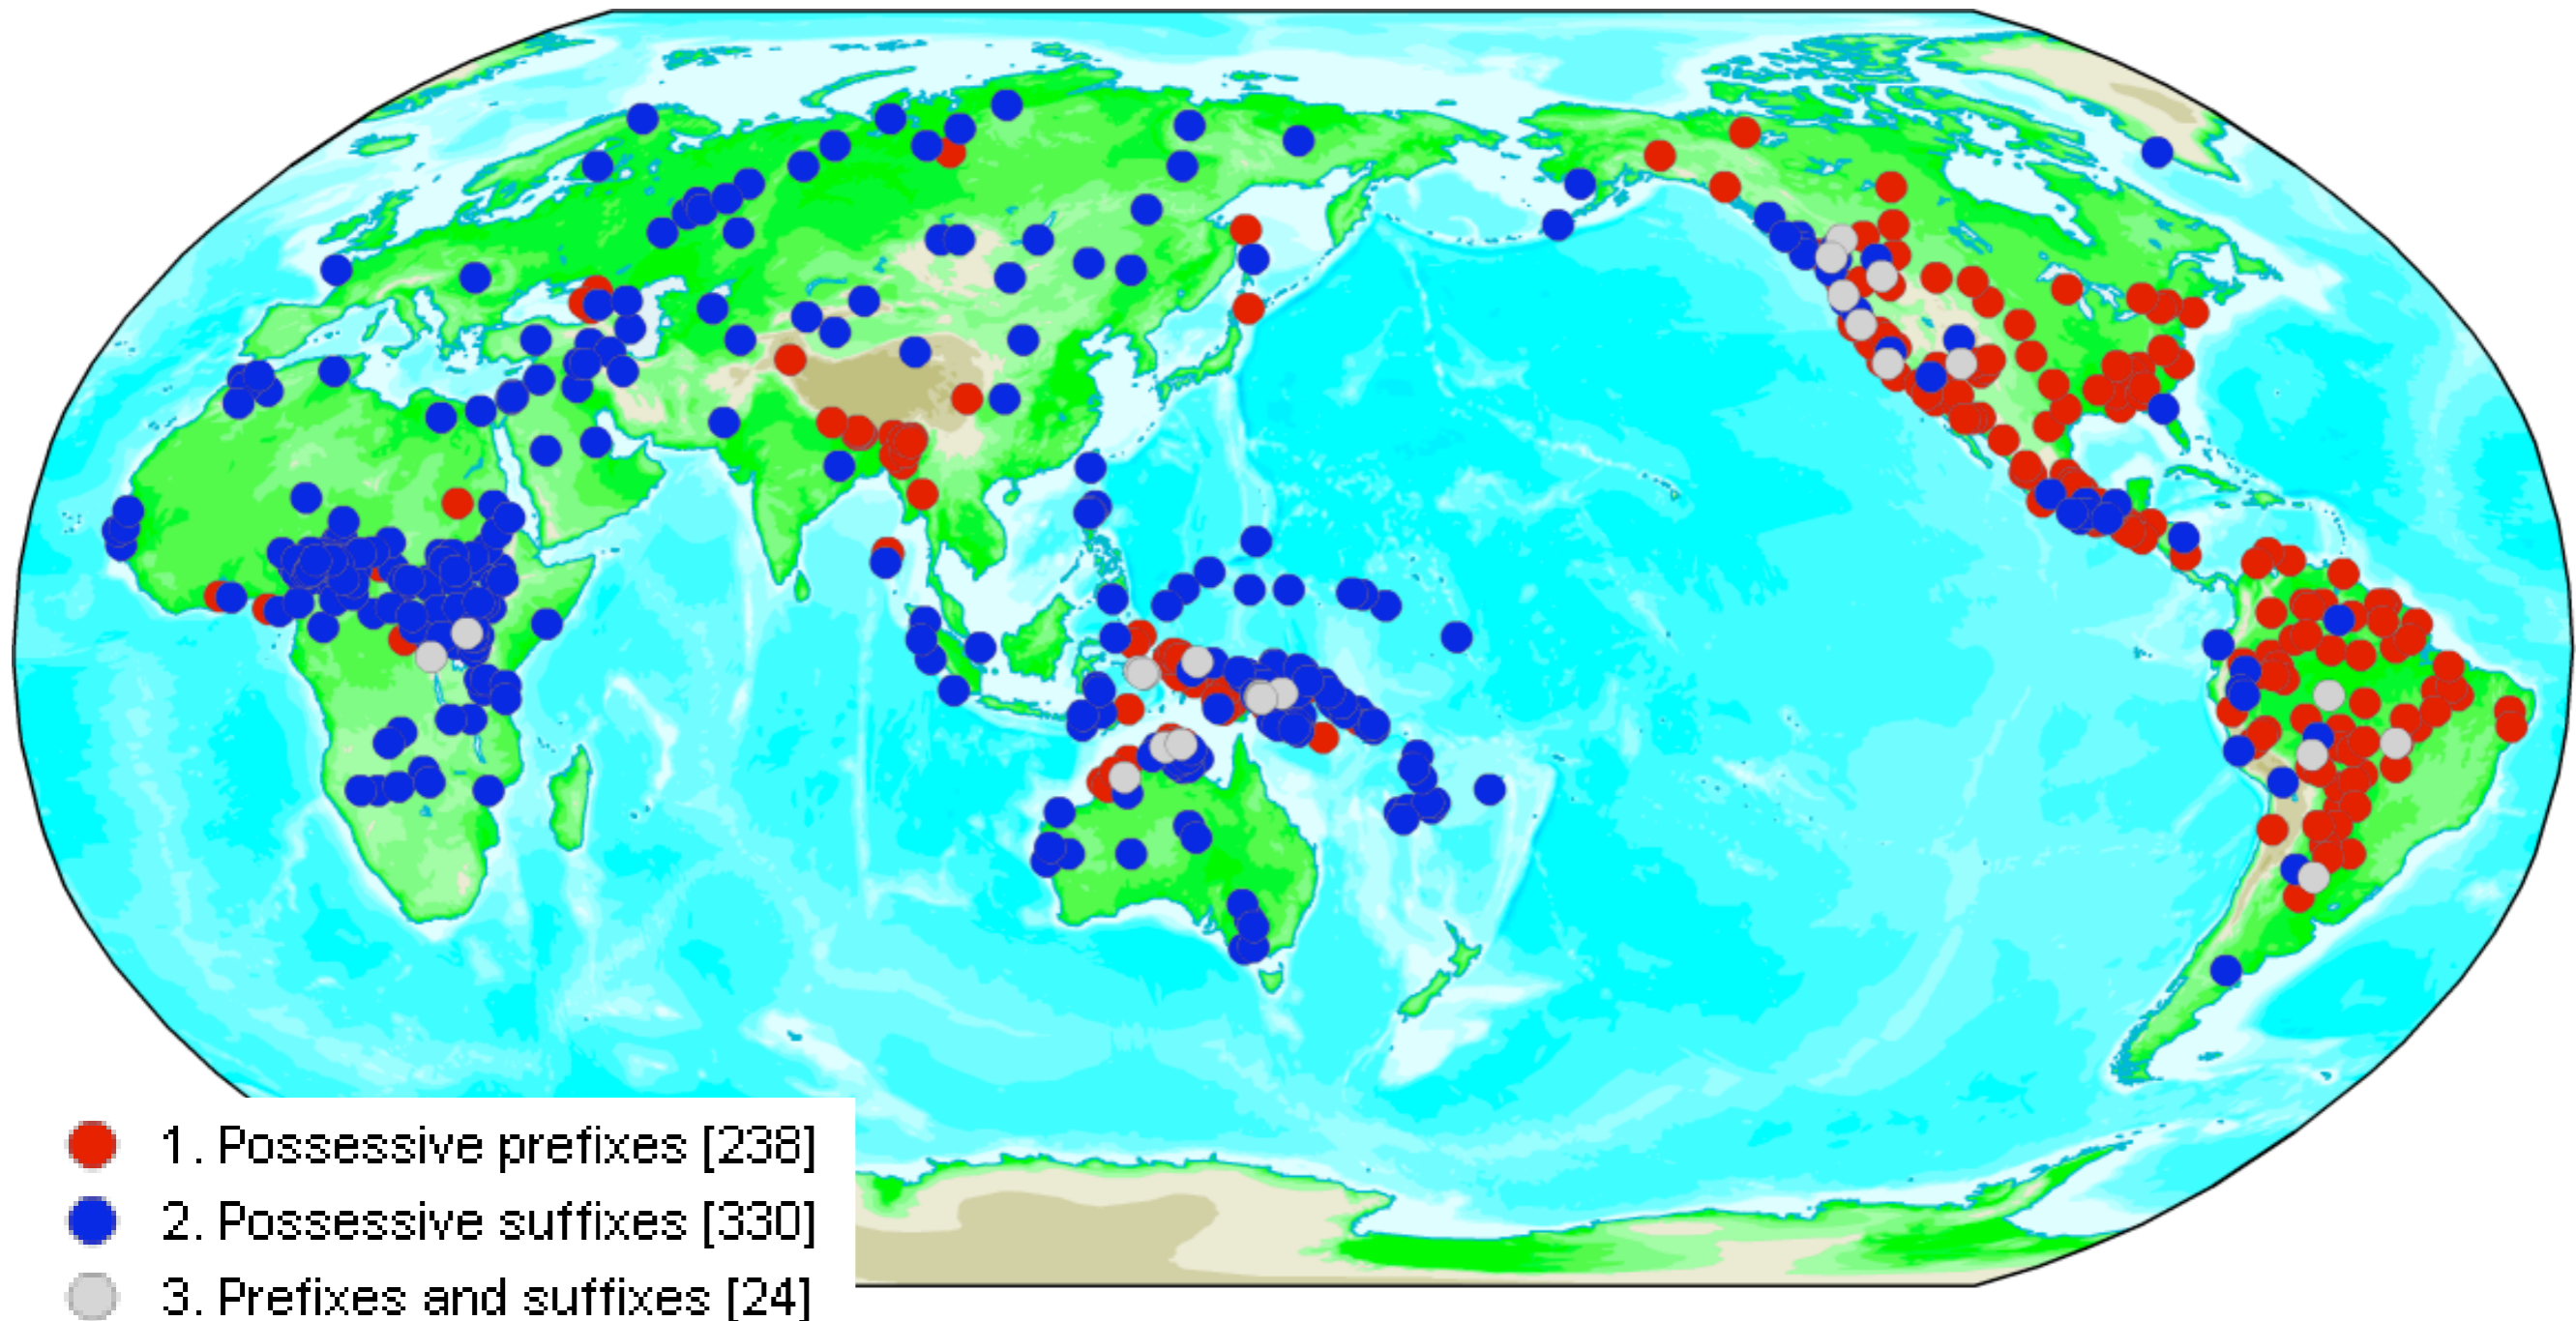 1. Possessive prefixes [238]
2. Possessive suffixes [330]
3. Prefixes and suffixes [24]